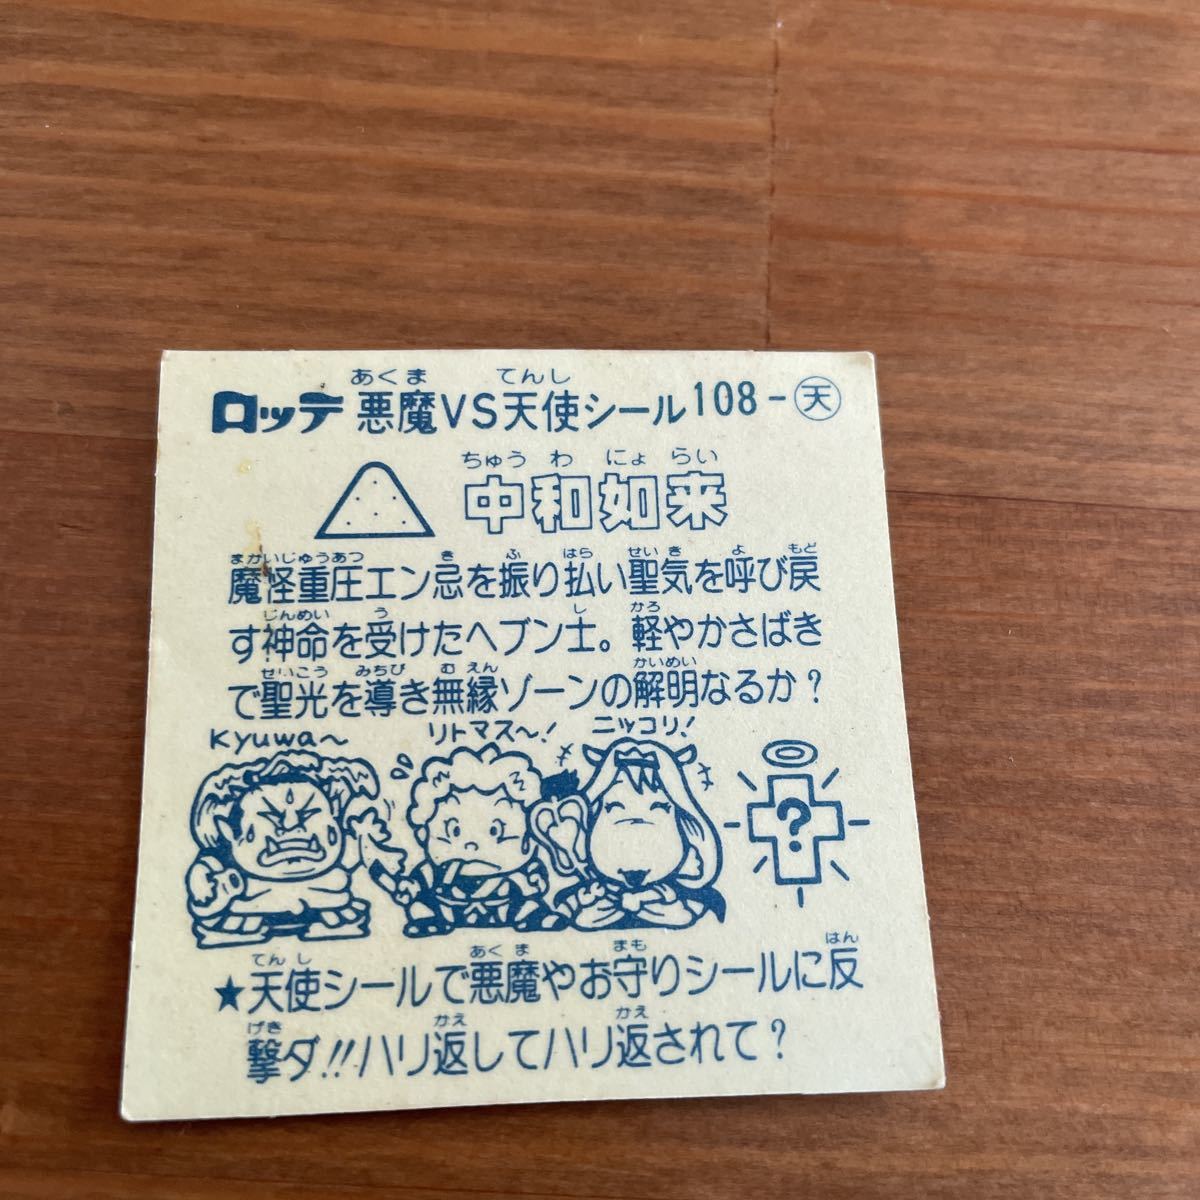 あくま てんし
ロッテ 悪魔VS天使シール108-天
ちゅう わ にょ らい
中和如来
まかいじゅうあつ き ふ はら せい き よ もど
魔怪重圧エン忌を振り払い聖気を呼び戻
しんめい う し かろ
す神命を受けたヘブン士。軽やかさばき
せいこう みちび む えん かいめい
で聖光を導き無縁ゾーンの解明なるか?
Kyuwa〜 リトマス〜! ニッコリ!
?
てん し あく ま まも はん
★天使シールで悪魔やお守りシールに反
げき かえ かえ
撃ダ!!ハリ返してハリ返されて?